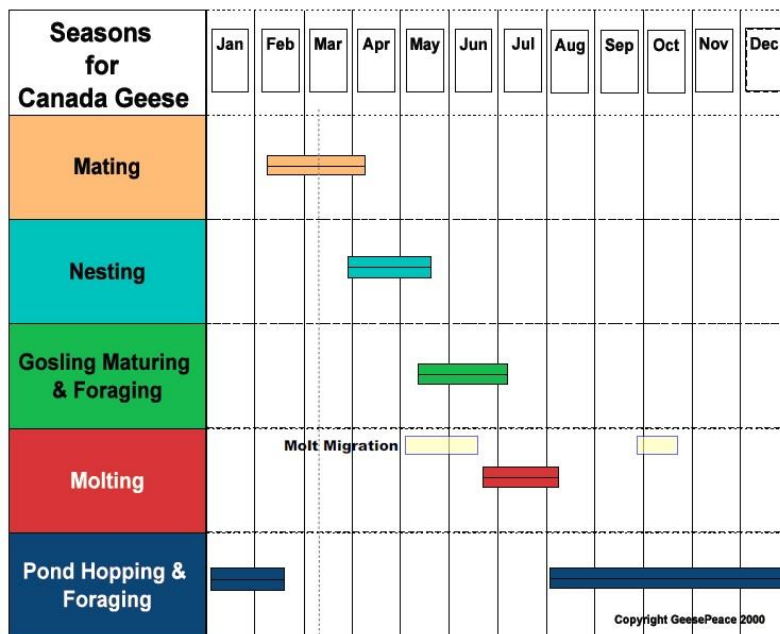 Seasons
for
Canada Geese
Jan Feb Mar Apr May Jun Jul Aug Sep Oct Nov Dec
Mating
Nesting
Gosling Maturing
& Foraging
Molt Migration
Molting
Pond Hopping &
Foraging
Copyright GeesePeace 2000